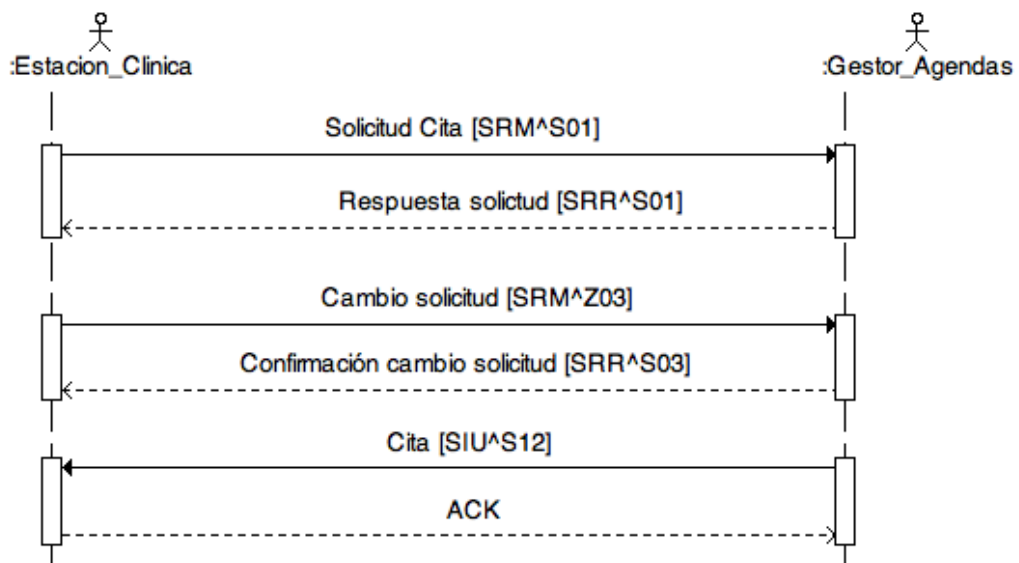 :Estacion_Clinica
:Gestor_Agendas
Solicitud Cita [SRM^S01]
Respuesta solictud [SRR^S01]
Cambio solicitud [SRM^Z03]
Confirmación cambio solicitud [SRR^S03]
Cita [SIU^S12]
ACK